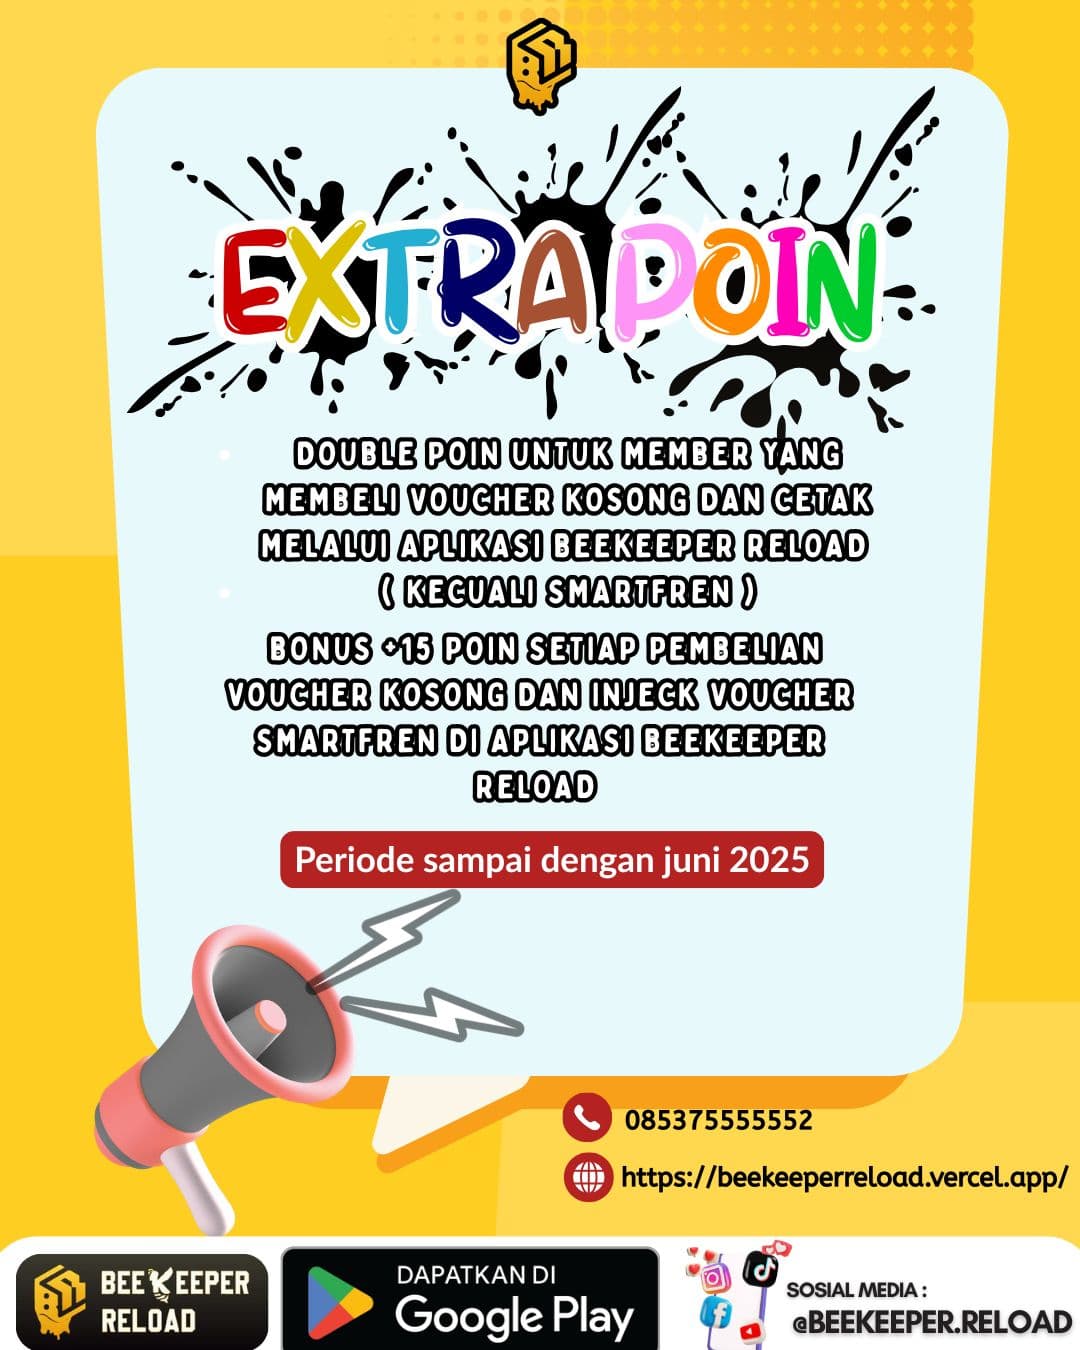 EXTRA POIN
DOUBLE POIN UNTUK MEMBER YANG
MEMBELI VOUCHER KOSONG DAN CETAK
MELALUI APLIKASI BEEKEEPER RELOAD
( KECUALI SMARTFREN )
BONUS +15 POIN SETIAP PEMBELIAN
VOUCHER KOSONG DAN INJECK VOUCHER
SMARTFREN DI APLIKASI BEEKEEPER
RELOAD
Periode sampai dengan juni 2025
085375555552
https://beekeeperreload.vercel.app/
BEEKEEPER
RELOAD
DAPATKAN DI
Google Play
SOSIAL MEDIA :
@BEEKEEPER.RELOAD